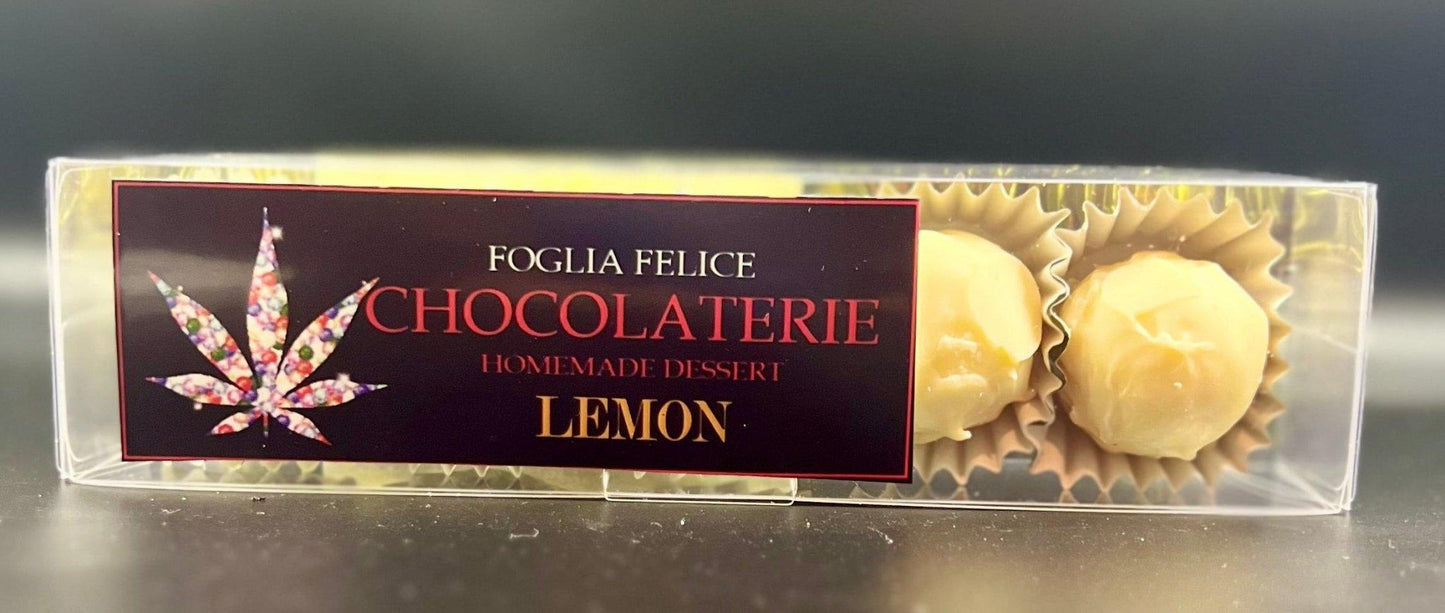 FOGLIA FELICE
CHOCOLATERIE
HOMEMADE DESSERT
LEMON